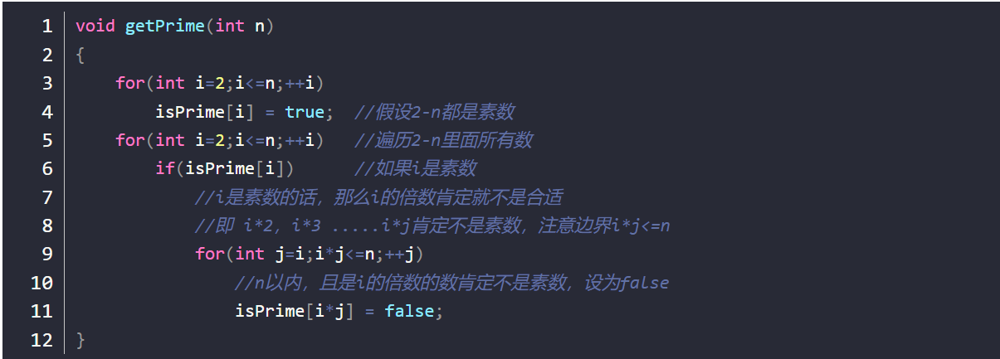 1 void getPrime(int n)
2 {
3     for(int i=2;i<=n;++i)
4         isPrime[i] = true;  //假设2-n都是素数
5     for(int i=2;i<=n;++i)   //遍历2-n里面所有数
6         if(isPrime[i])      //如果i是素数
7             //i是素数的话，那么i的倍数肯定就不是合适
8             //即 i*2，i*3 .....i*j肯定不是素数，注意边界i*j<=n
9             for(int j=i;i*j<=n;++j)
10                 //n以内，且是i的倍数的数肯定不是素数，设为false
11                 isPrime[i*j] = false;
12 }